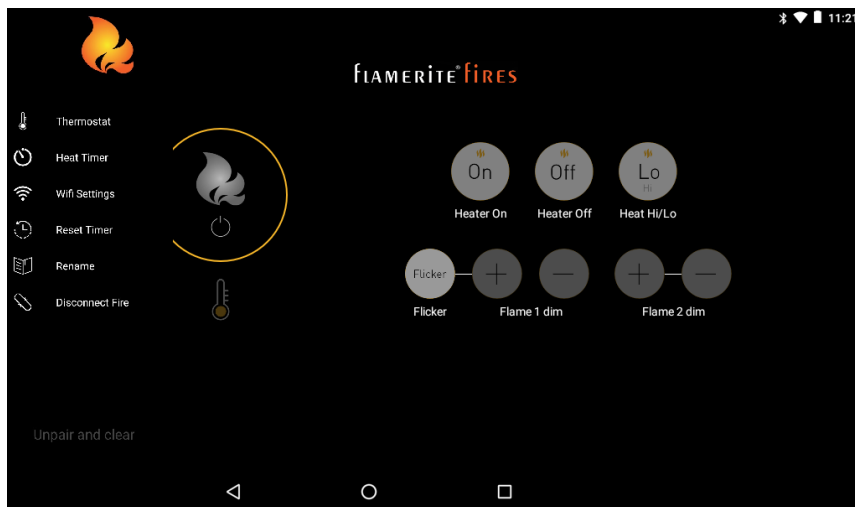 11:21
flamerite® fires
Thermostat
Heat Timer
Wifi Settings
Reset Timer
Rename
Disconnect Fire
Unpair and clear
On
Off
Lo
Hi
Heater On
Heater Off
Heat Hi/Lo
Flicker
Flicker
Flame 1 dim
Flame 2 dim